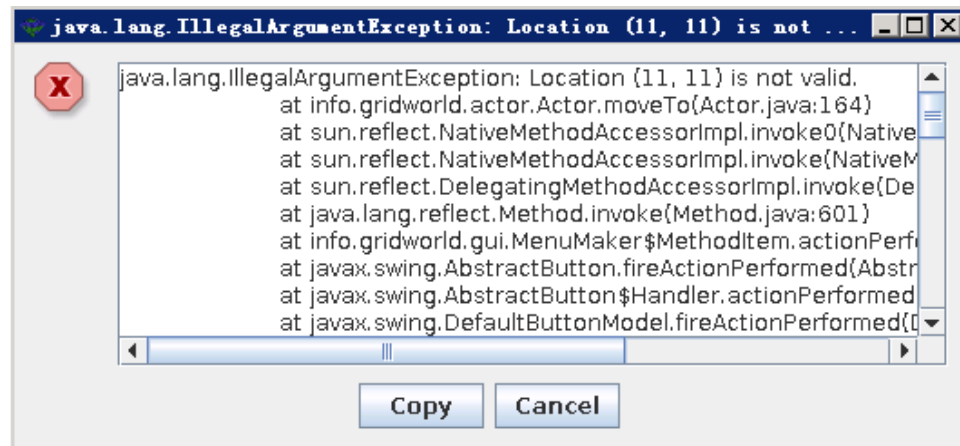 java.lang.IllegalArgumentException: Location (11, 11) is not ...
java.lang.IllegalArgumentException: Location (11, 11) is not valid.
at info.gridworld.actor.Actor.moveTo(Actor.java:164)
at sun.reflect.NativeMethodAccessorImpl.invoke0(Native
at sun.reflect.NativeMethodAccessorImpl.invoke(NativeM
at sun.reflect.DelegatingMethodAccessorImpl.invoke(De
at java.lang.reflect.Method.invoke(Method.java:601)
at info.gridworld.gui.MenuMaker$MethodItem.actionPerf
at javax.swing.AbstractButton.fireActionPerformed(Abstr
at javax.swing.AbstractButton$Handler.actionPerformed
at javax.swing.DefaultButtonModel.fireActionPerformed(D
Copy Cancel